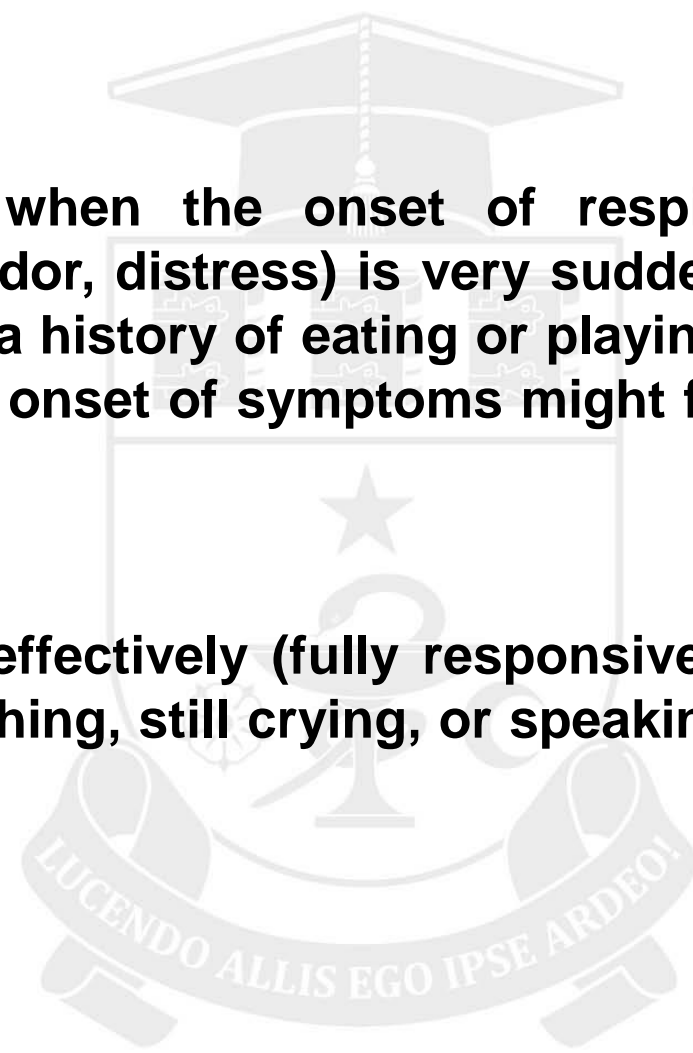 when the onset of resp
dor, distress) is very sudde
a history of eating or playin
onset of symptoms might f
effectively (fully responsive
hing, still crying, or speakin
LUCENDO ALLIS EGO IPSE ARDEO!